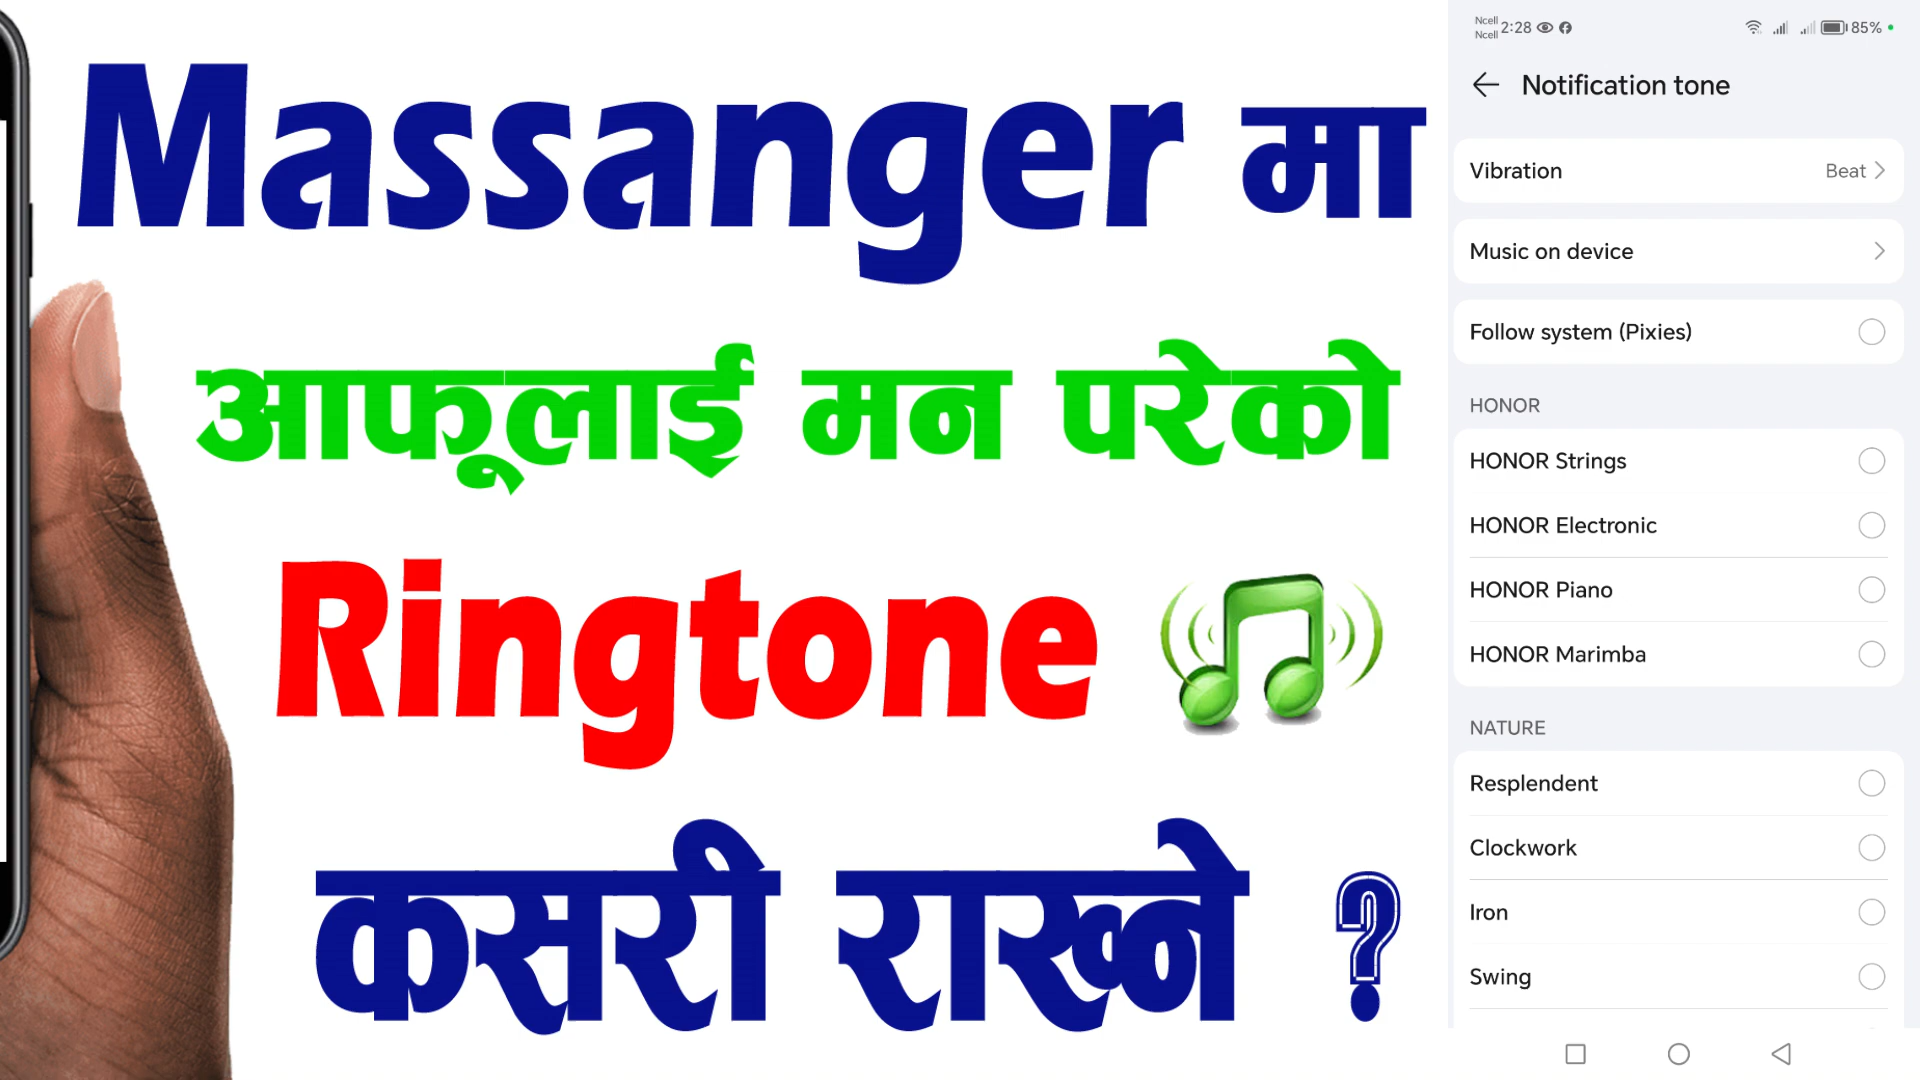 Massanger मा
आफूलाई मन परेको
Ringtone
कसरी राख्ने ?
Ncell
Ncell
2:28
85%
Notification tone
Vibration Beat
Music on device
Follow system (Pixies)
HONOR
HONOR Strings
HONOR Electronic
HONOR Piano
HONOR Marimba
NATURE
Resplendent
Clockwork
Iron
Swing